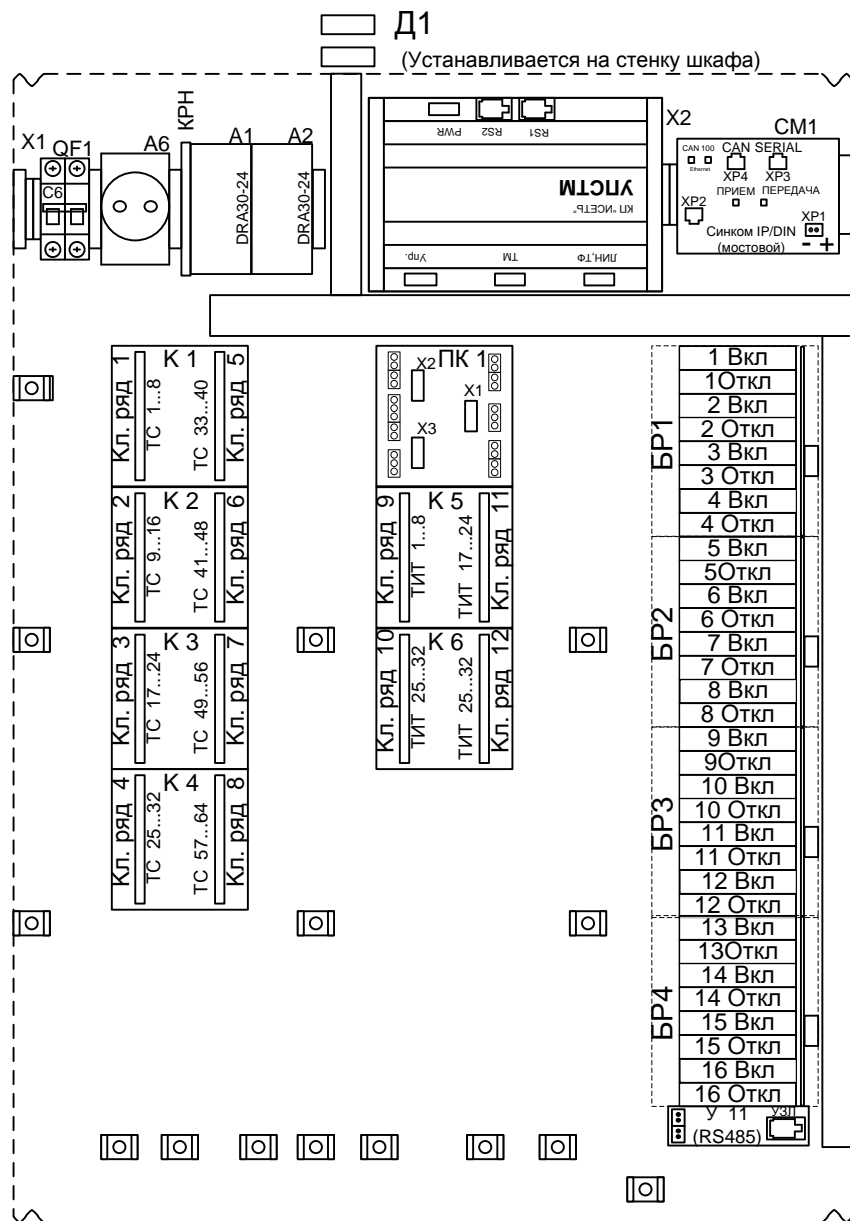 Д1
(Устанавливается на стенку шкафа)
X1
QF1
C6
A6
КРН
A1
A2
DRA30-24
DRA30-24
PWR
RS2
RS1
УПСТМ
КП "ИСЕТЬ"
Упр.
ТМ
ЛИН,ТФ
X2
СМ1
CAN 100
CAN
SERIAL
Ethernet
XP4
XP3
ПРИЕМ
ПЕРЕДАЧА
XP2
XP1
Синком IP/DIN
(мостовой)
- +
Кл. ряд 1
ТС 1...8
К 1
ТС 33...40
Кл. ряд 5
Кл. ряд 2
ТС 9...16
К 2
ТС 41...48
Кл. ряд 6
Кл. ряд 3
ТС 17...24
К 3
ТС 49...56
Кл. ряд 7
Кл. ряд 4
ТС 25...32
К 4
ТС 57...64
Кл. ряд 8
ПК 1
X2
X1
X3
Кл. ряд 9
ТИТ 1...8
К 5
ТИТ 17...24
Кл. ряд 11
Кл. ряд 10
ТИТ 25...32
К 6
ТИТ 25...32
Кл. ряд 12
БР1
1 Вкл
1Откл
2 Вкл
2 Откл
3 Вкл
3 Откл
4 Вкл
4 Откл
БР2
5 Вкл
5Откл
6 Вкл
6 Откл
7 Вкл
7 Откл
8 Вкл
8 Откл
БР3
9 Вкл
9Откл
10 Вкл
10 Откл
11 Вкл
11 Откл
12 Вкл
12 Откл
БР4
13 Вкл
13Откл
14 Вкл
14 Откл
15 Вкл
15 Откл
16 Вкл
16 Откл
У 11
УЗЛ
(RS485)